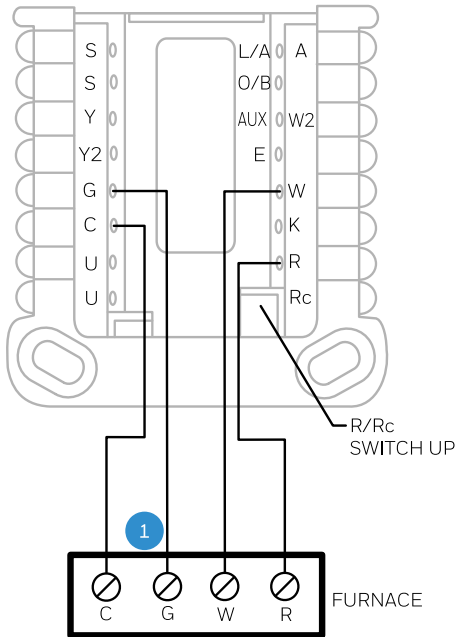 S L/A A
S O/B
Y AUX W2
Y2 E
G W
C K
U R
U Rc
R/Rc
SWITCH UP
1
C G W R
FURNACE